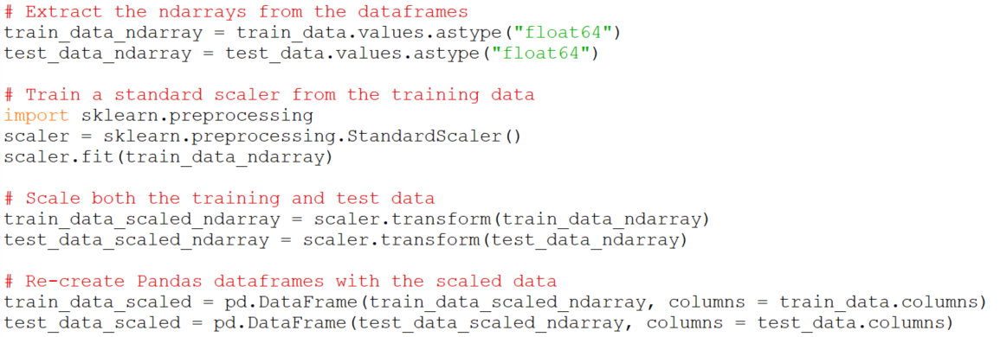 # Extract the ndarrays from the dataframes
train_data_ndarray = train_data.values.astype("float64")
test_data_ndarray = test_data.values.astype("float64")
# Train a standard scaler from the training data
import sklearn.preprocessing
scaler = sklearn.preprocessing.StandardScaler()
scaler.fit(train_data_ndarray)
# Scale both the training and test data
train_data_scaled_ndarray = scaler.transform(train_data_ndarray)
test_data_scaled_ndarray = scaler.transform(test_data_ndarray)
# Re-create Pandas dataframes with the scaled data
train_data_scaled = pd.DataFrame(train_data_scaled_ndarray, columns = train_data.columns)
test_data_scaled = pd.DataFrame(test_data_scaled_ndarray, columns = test_data.columns)